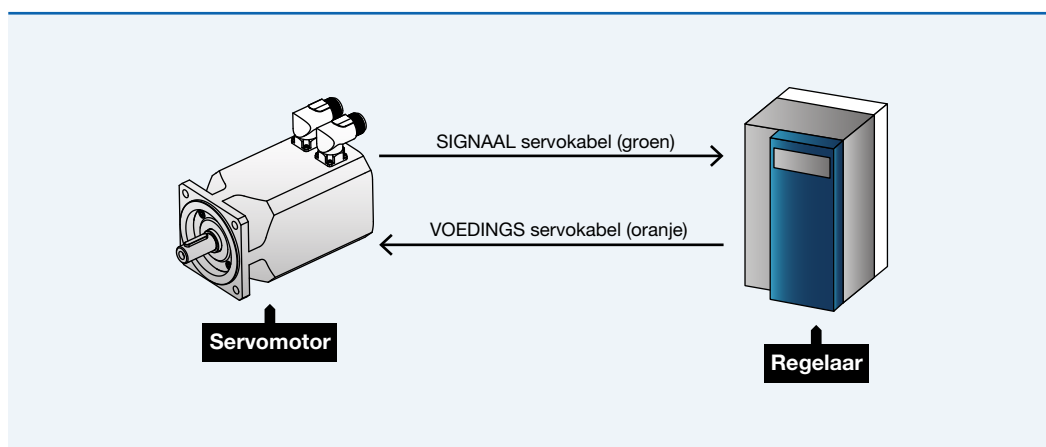 SIGNAAL servokabel (groen)
VOEDINGS servokabel (oranje)
Servomotor
Regelaar